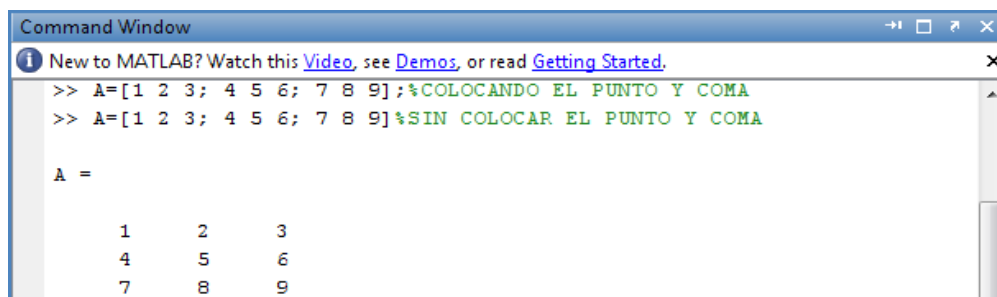 Command Window
New to MATLAB? Watch this Video, see Demos, or read Getting Started.
>> A=[1 2 3; 4 5 6; 7 8 9];%COLOCANDO EL PUNTO Y COMA
>> A=[1 2 3; 4 5 6; 7 8 9]%SIN COLOCAR EL PUNTO Y COMA
A =
1 2 3
4 5 6
7 8 9